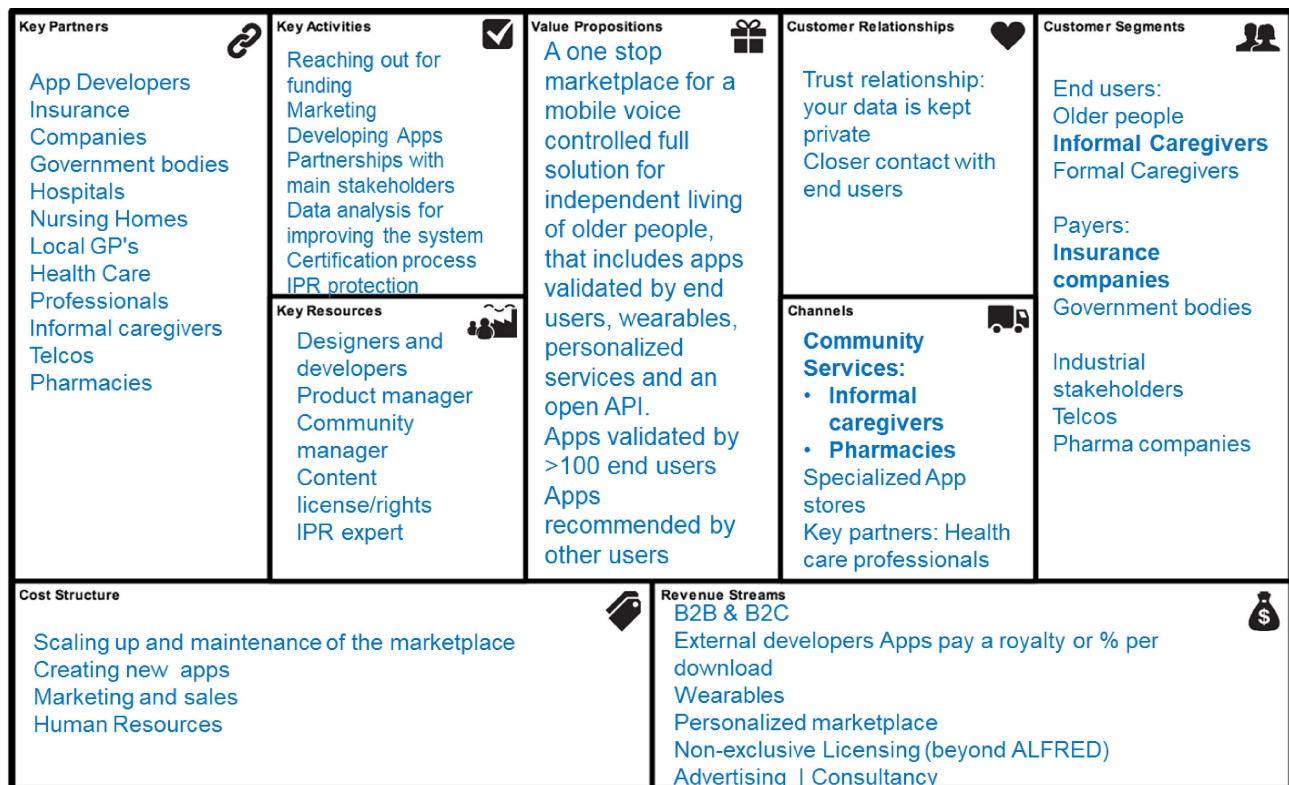 Key Partners
App Developers
Insurance
Companies
Government bodies
Hospitals
Nursing Homes
Local GP's
Health Care
Professionals
Informal caregivers
Telcos
Pharmacies
Key Activities
Reaching out for
funding
Marketing
Developing Apps
Partnerships with
main stakeholders
Data analysis for
improving the system
Certification process
IPR protection
Key Resources
Designers and
developers
Product manager
Community
manager
Content
license/rights
IPR expert
Value Propositions
A one stop
marketplace for a
mobile voice
controlled full
solution for
independent living
of older people,
that includes apps
validated by end
users, wearables,
personalized
services and an
open API.
Apps validated by
>100 end users
Apps
recommended by
other users
Customer Relationships
Trust relationship:
your data is kept
private
Closer contact with
end users
Channels
Community
Services:
• Informal
caregivers
• Pharmacies
Specialized App
stores
Key partners: Health
care professionals
Customer Segments
End users:
Older people
Informal Caregivers
Formal Caregivers
Payers:
Insurance
companies
Government bodies
Industrial
stakeholders
Telcos
Pharma companies
Cost Structure
Scaling up and maintenance of the marketplace
Creating new apps
Marketing and sales
Human Resources
Revenue Streams
B2B & B2C
External developers Apps pay a royalty or % per
download
Wearables
Personalized marketplace
Non-exclusive Licensing (beyond ALFRED)
Advertising | Consultancy
$